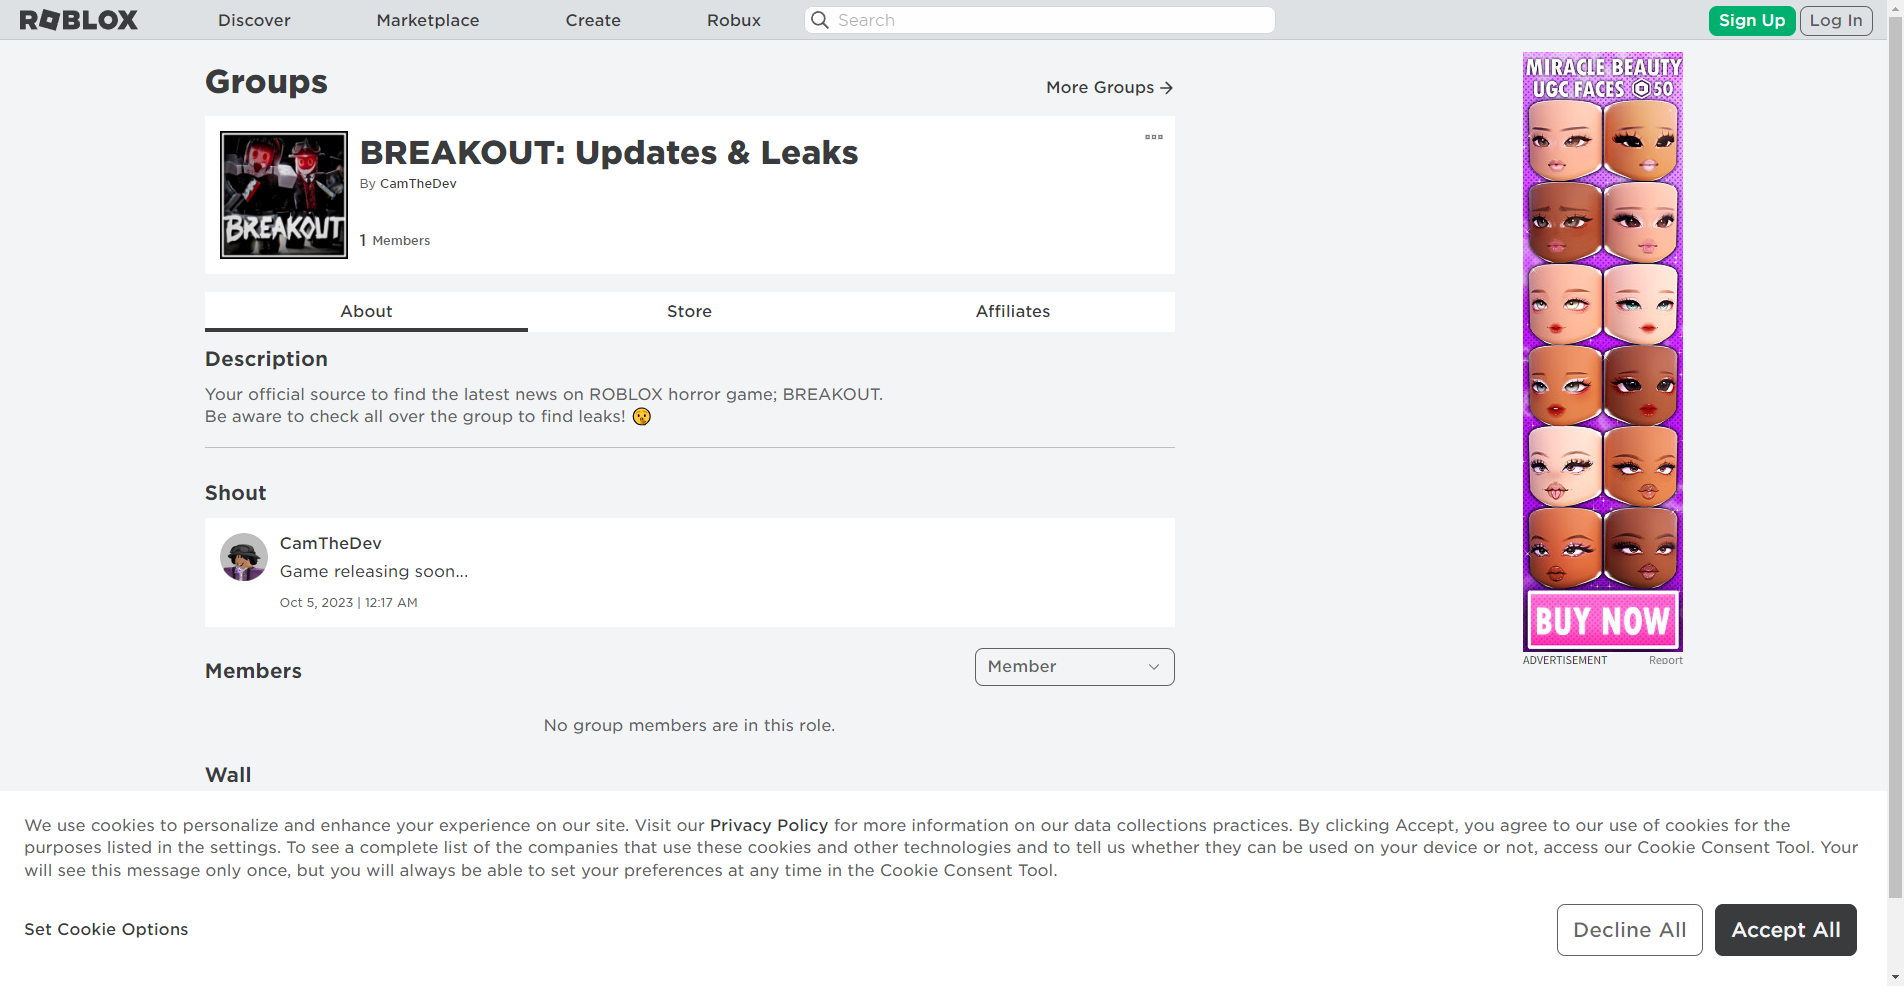 ROBLOX
Discover
Marketplace
Create
Robux
Search
Sign Up
Log In
Groups
More Groups →
BREAKOUT
BREAKOUT: Updates & Leaks
By CamTheDev
1 Members
About
Store
Affiliates
Description
Your official source to find the latest news on ROBLOX horror game; BREAKOUT.
Be aware to check all over the group to find leaks! 🤫
Shout
CamTheDev
Game releasing soon...
Oct 5, 2023 | 12:17 AM
Members
Member
No group members are in this role.
Wall
MIRACLE BEAUTY
UGC FACES 50
BUY NOW
ADVERTISEMENT
Report
We use cookies to personalize and enhance your experience on our site. Visit our Privacy Policy for more information on our data collections practices. By clicking Accept, you agree to our use of cookies for the
purposes listed in the settings. To see a complete list of the companies that use these cookies and other technologies and to tell us whether they can be used on your device or not, access our Cookie Consent Tool. Your
will see this message only once, but you will always be able to set your preferences at any time in the Cookie Consent Tool.
Set Cookie Options
Decline All
Accept All